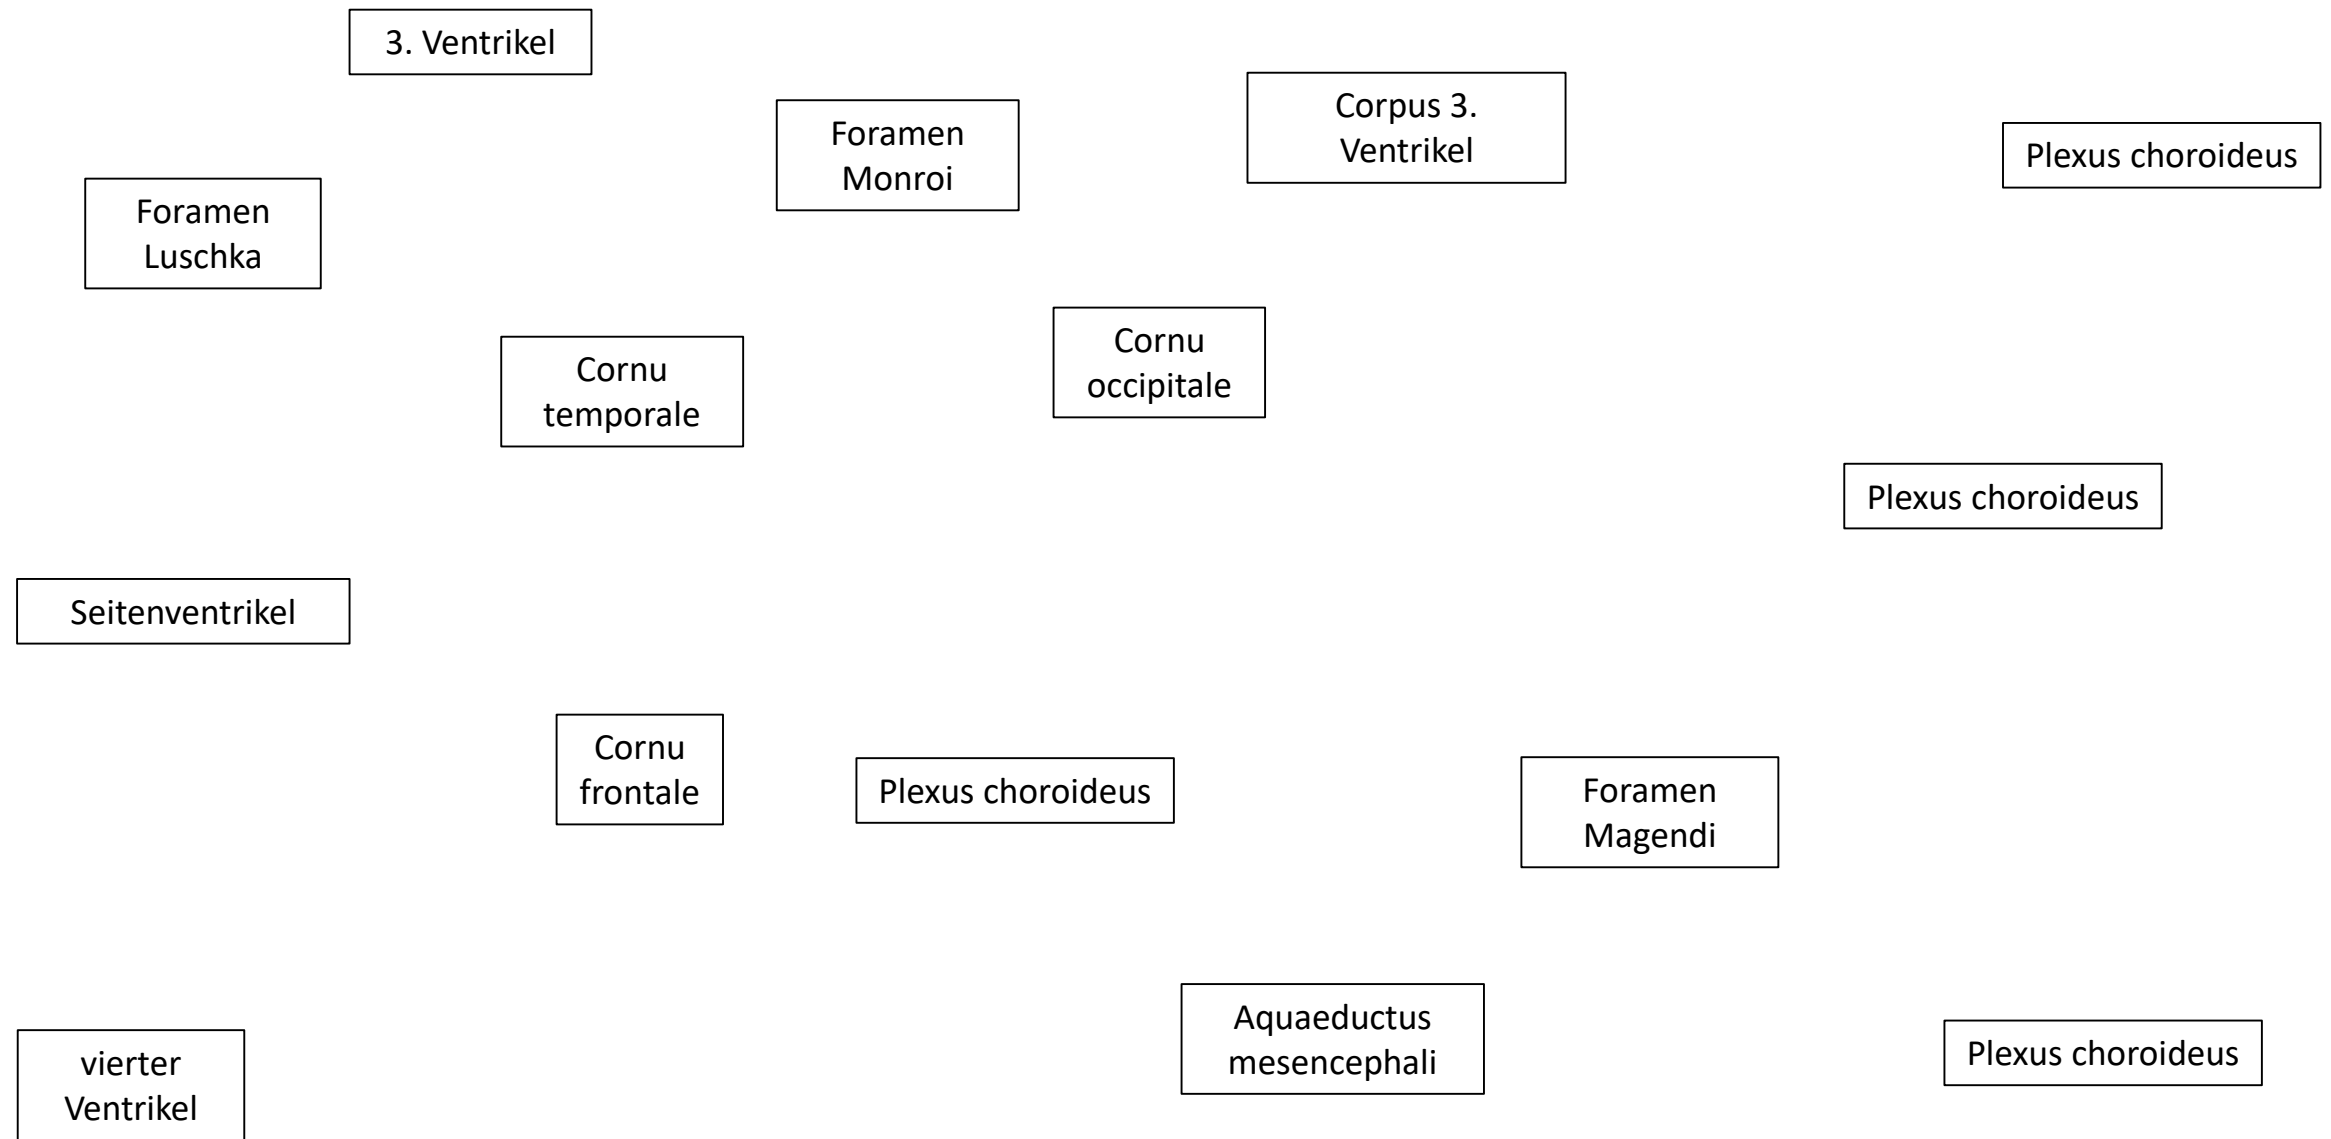 3. Ventrikel
Corpus 3.
Ventrikel
Foramen
Monroi
Plexus choroideus
Foramen
Luschka
Cornu
occipitale
Cornu
temporale
Plexus choroideus
Seitenventrikel
Cornu
frontale
Plexus choroideus
Foramen
Magendi
Aquaeductus
mesencephali
Plexus choroideus
vierter
Ventrikel